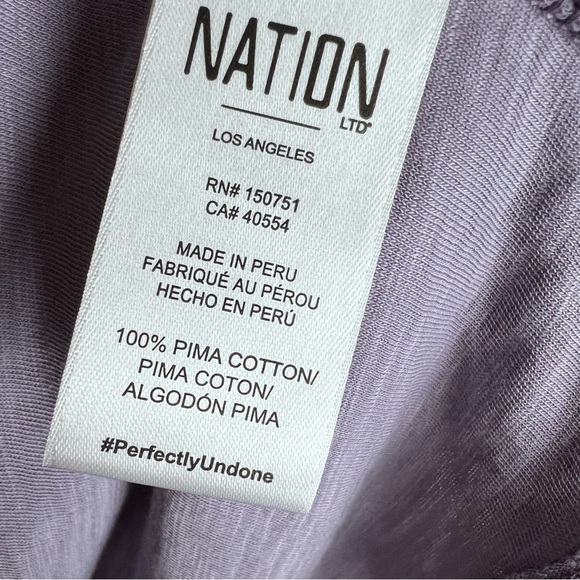 NATION
LTD®
LOS ANGELES
RN# 150751
CA# 40554
MADE IN PERU
FABRIQUÉ AU PÉROU
HECHO EN PERÚ
100% PIMA COTTON/
PIMA COTON/
ALGODÓN PIMA
#PerfectlyUndone